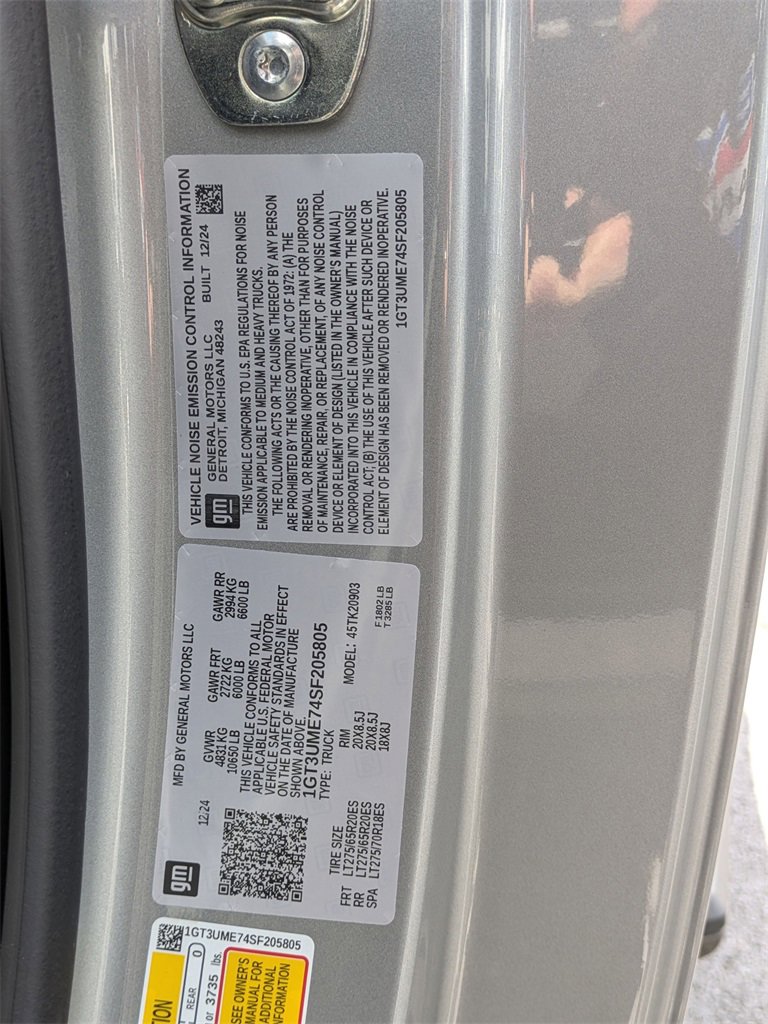 VEHICLE NOISE EMISSION CONTROL INFORMATION
gm
GENERAL MOTORS LLC
DETROIT, MICHIGAN 48243
BUILT 12/24
THIS VEHICLE CONFORMS TO U.S. EPA REGULATIONS FOR NOISE
EMISSION APPLICABLE TO MEDIUM AND HEAVY TRUCKS.
THE FOLLOWING ACTS OR THE CAUSING THEREOF BY ANY PERSON
ARE PROHIBITED BY THE NOISE CONTROL ACT OF 1972: (A) THE
REMOVAL OR RENDERING INOPERATIVE, OTHER THAN FOR PURPOSES
OF MAINTENANCE, REPAIR, OR REPLACEMENT, OF ANY NOISE CONTROL
DEVICE OR ELEMENT OF DESIGN (LISTED IN THE OWNER'S MANUAL)
INCORPORATED INTO THIS VEHICLE IN COMPLIANCE WITH THE NOISE
CONTROL ACT; (B) THE USE OF THIS VEHICLE AFTER SUCH DEVICE OR
ELEMENT OF DESIGN HAS BEEN REMOVED OR RENDERED INOPERATIVE.
1GT3UME74SF205805
gm
MFD BY GENERAL MOTORS LLC
12/24
GVWR GAWR FRT GAWR RR
4831 KG 2722 KG 2994 KG
10650 LB 6000 LB 6600 LB
THIS VEHICLE CONFORMS TO ALL
APPLICABLE U.S. FEDERAL MOTOR
VEHICLE SAFETY STANDARDS IN EFFECT
ON THE DATE OF MANUFACTURE
SHOWN ABOVE.
1GT3UME74SF205805
TYPE: TRUCK
MODEL: 45TK20903
TIRE SIZE RIM
FRT LT275/65R20ES 20X8.5J
RR LT275/65R20ES 20X8.5J
SPA LT275/70R18ES 18X8J
F 1802 LB
T 3285 LB
1GT3UME74SF205805
REAR 0
or 3735 lbs.
SEE OWNER'S
MANUAL FOR
ADDITIONAL